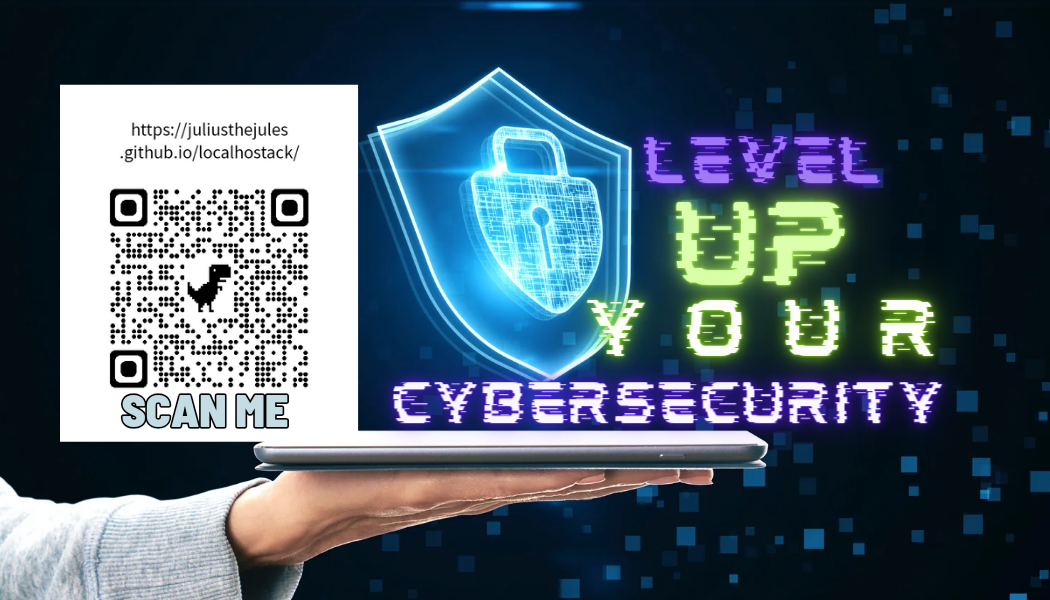 https://juliusthejules
.github.io/localhostack/
SCAN ME
LEVEL
UP
YOUR
CYBERSECURITY